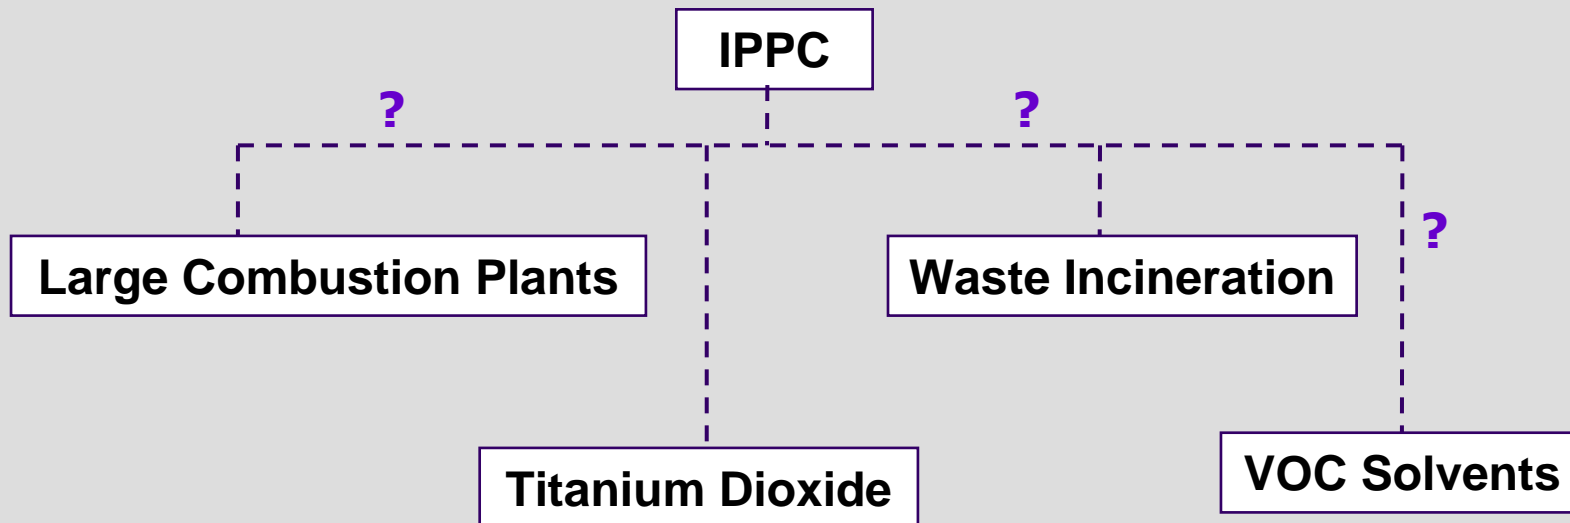 IPPC
? ?
Large Combustion Plants
Waste Incineration
?
Titanium Dioxide
VOC Solvents